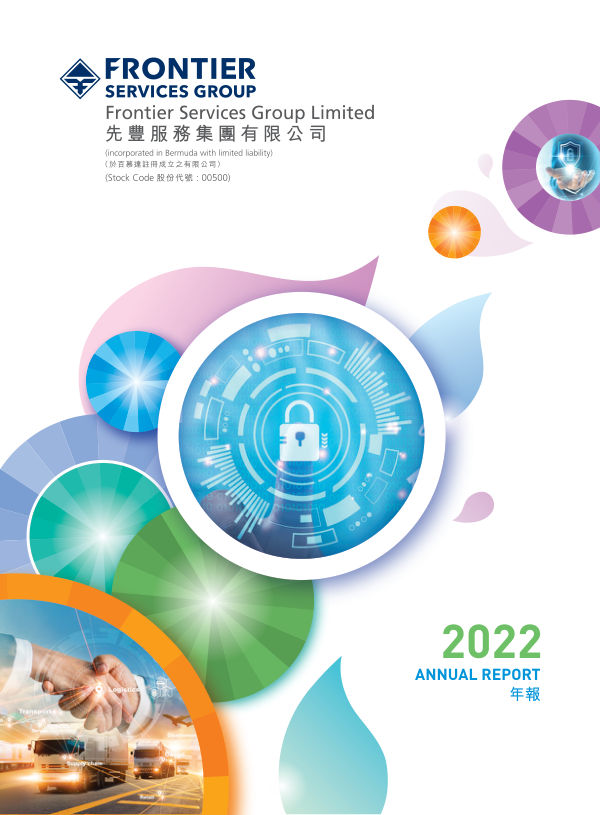 FRONTIER
SERVICES GROUP
Frontier Services Group Limited
先豐服務集團有限公司
(incorporated in Bermuda with limited liability)
(於百慕達註冊成立之有限公司)
(Stock Code 股份代號 : 00500)
2022
ANNUAL REPORT
年報
Logistics
Transports
Supply chain
Retail